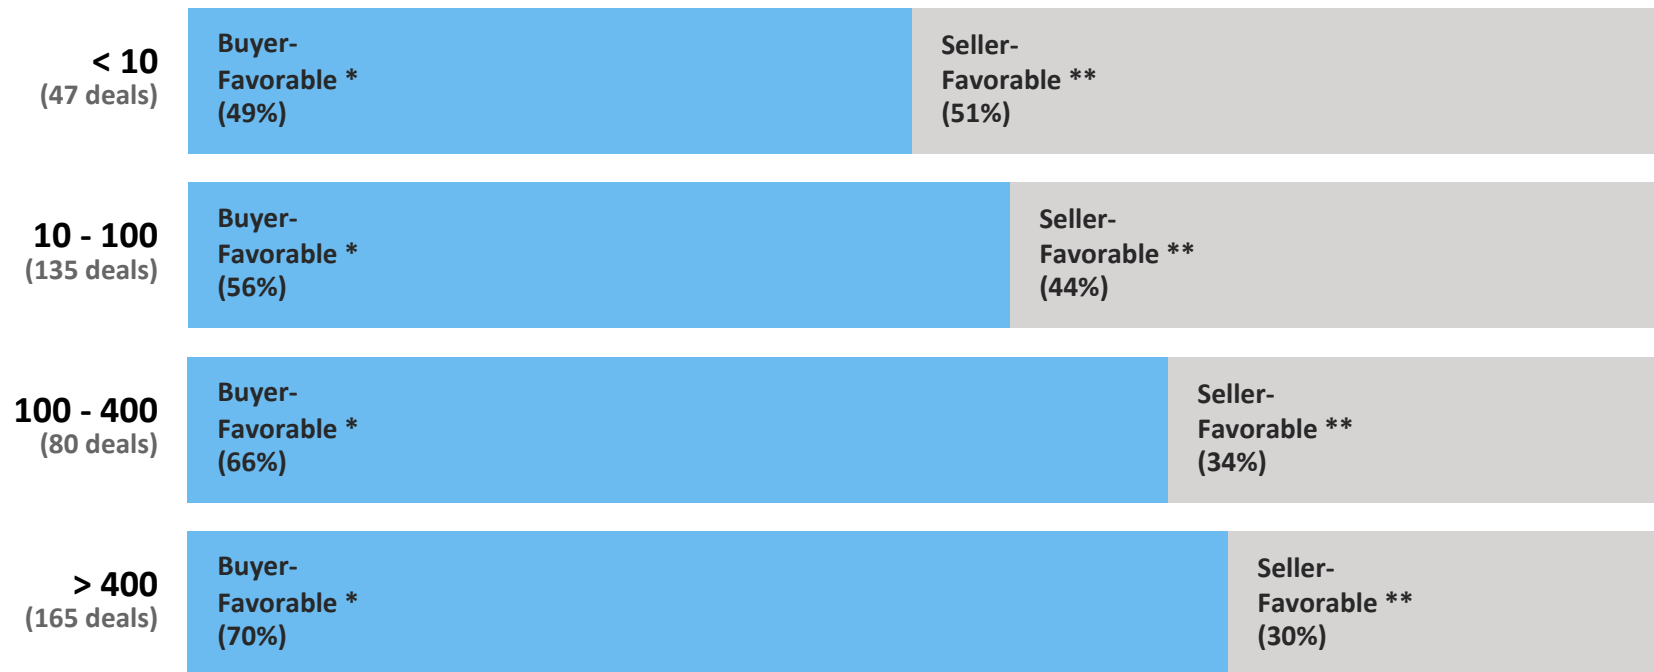 < 10
(47 deals)
Buyer-
Favorable *
(49%)
Seller-
Favorable **
(51%)
10 - 100
(135 deals)
Buyer-
Favorable *
(56%)
Seller-
Favorable **
(44%)
100 - 400
(80 deals)
Buyer-
Favorable *
(66%)
Seller-
Favorable **
(34%)
> 400
(165 deals)
Buyer-
Favorable *
(70%)
Seller-
Favorable **
(30%)